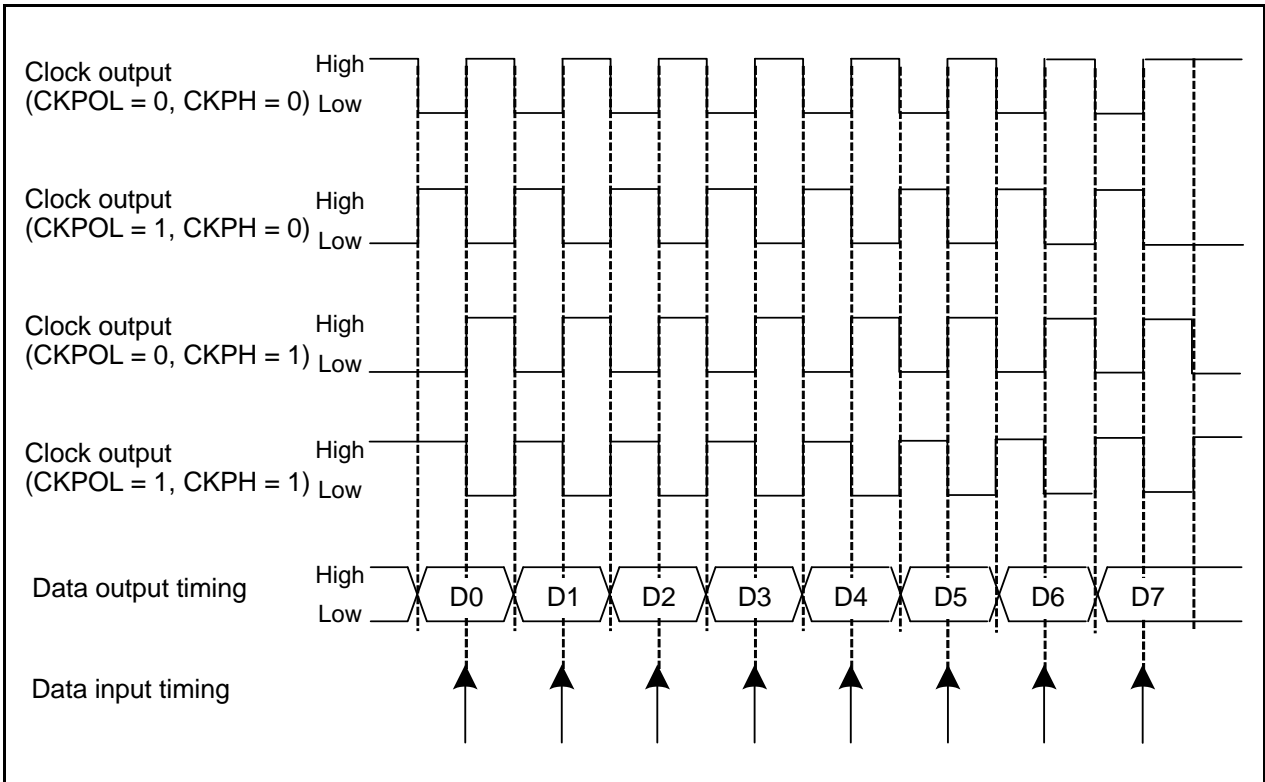 Clock output
(CKPOL = 0, CKPH = 0)
High
Low
Clock output
(CKPOL = 1, CKPH = 0)
High
Low
Clock output
(CKPOL = 0, CKPH = 1)
High
Low
Clock output
(CKPOL = 1, CKPH = 1)
High
Low
Data output timing
High
Low
D0 D1 D2 D3 D4 D5 D6 D7
Data input timing